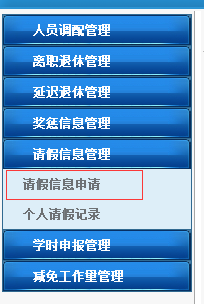 人员调配管理
离职退休管理
延迟退休管理
奖惩信息管理
请假信息管理
请假信息申请
个人请假记录
学时申报管理
减免工作量管理